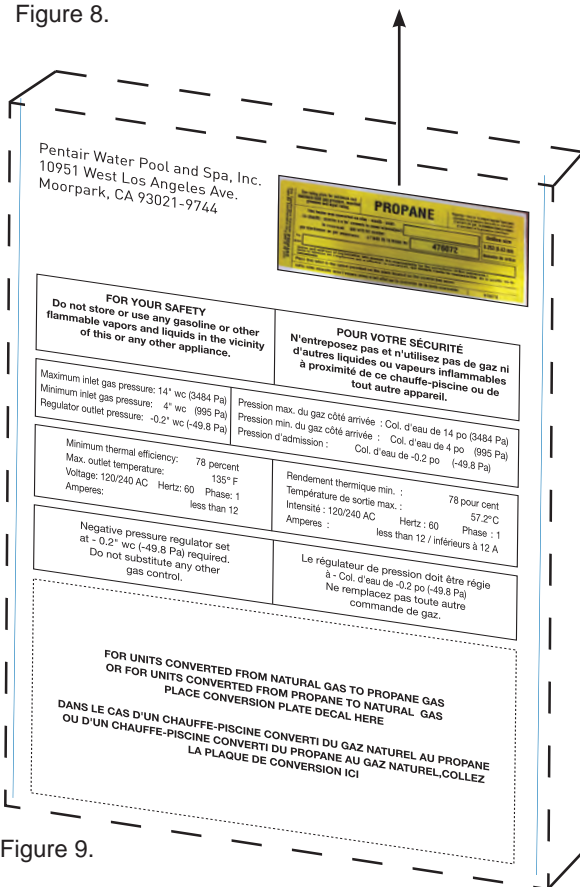 Figure 8.
Pentair Water Pool and Spa, Inc.
10951 West Los Angeles Ave.
Moorpark, CA 93021-9744
PROPANE
476072
FOR YOUR SAFETY
Do not store or use any gasoline or other
flammable vapors and liquids in the vicinity
of this or any other appliance.
POUR VOTRE SÉCURITÉ
N'entreposez pas et n'utilisez pas de gaz ni
d'autres liquides ou vapeurs inflammables
à proximité de ce chauffe-piscine ou de
tout autre appareil.
Maximum inlet gas pressure: 14" wc (3484 Pa)
Minimum inlet gas pressure: 4" wc (995 Pa)
Regulator outlet pressure: -0.2" wc (-49.8 Pa)
Pression max. du gaz côté arrivée : Col. d'eau de 14 po (3484 Pa)
Pression min. du gaz côté arrivée : Col. d'eau de 4 po (995 Pa)
Pression d'admission : Col. d'eau de -0.2 po (-49.8 Pa)
Minimum thermal efficiency: 78 percent
Max. outlet temperature: 135° F
Voltage: 120/240 AC Hertz: 60 Phase: 1
Amperes: less than 12
Rendement thermique min. : 78 pour cent
Température de sortie max. : 57.2°C
Intensité : 120/240 AC Hertz : 60 Phase : 1
Amperes : less than 12 / inférieurs à 12 A
Negative pressure regulator set
at - 0.2" wc (-49.8 Pa) required.
Do not substitute any other
gas control.
Le régulateur de pression doit être régie
à - Col. d'eau de -0.2 po (-49.8 Pa)
Ne remplacez pas toute autre
commande de gaz.
FOR UNITS CONVERTED FROM NATURAL GAS TO PROPANE GAS
OR FOR UNITS CONVERTED FROM PROPANE TO NATURAL GAS
PLACE CONVERSION PLATE DECAL HERE
DANS LE CAS D'UN CHAUFFE-PISCINE CONVERTI DU GAZ NATUREL AU PROPANE
OU D'UN CHAUFFE-PISCINE CONVERTI DU PROPANE AU GAZ NATUREL,COLLEZ
LA PLAQUE DE CONVERSION ICI
Figure 9.